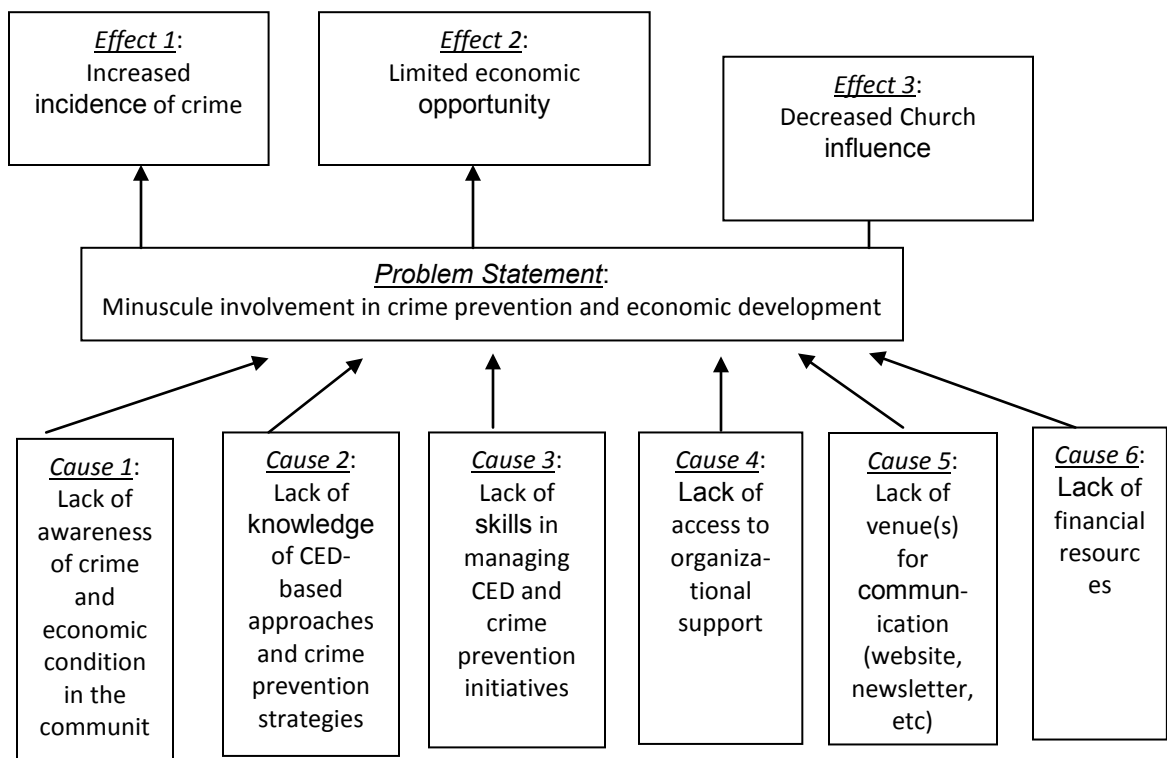 Effect 1:
Increased
incidence of crime
Effect 2:
Limited economic
opportunity
Effect 3:
Decreased Church
influence
Problem Statement:
Minuscule involvement in crime prevention and economic development
Cause 1:
Lack of
awareness
of crime
and
economic
condition
in the
communit
Cause 2:
Lack of
knowledge
of CED-
based
approaches
and crime
prevention
strategies
Cause 3:
Lack of
skills in
managing
CED and
crime
prevention
initiatives
Cause 4:
Lack of
access to
organiza-
tional
support
Cause 5:
Lack of
venue(s)
for
commun-
ication
(website,
newsletter,
etc)
Cause 6:
Lack of
financial
resourc
es